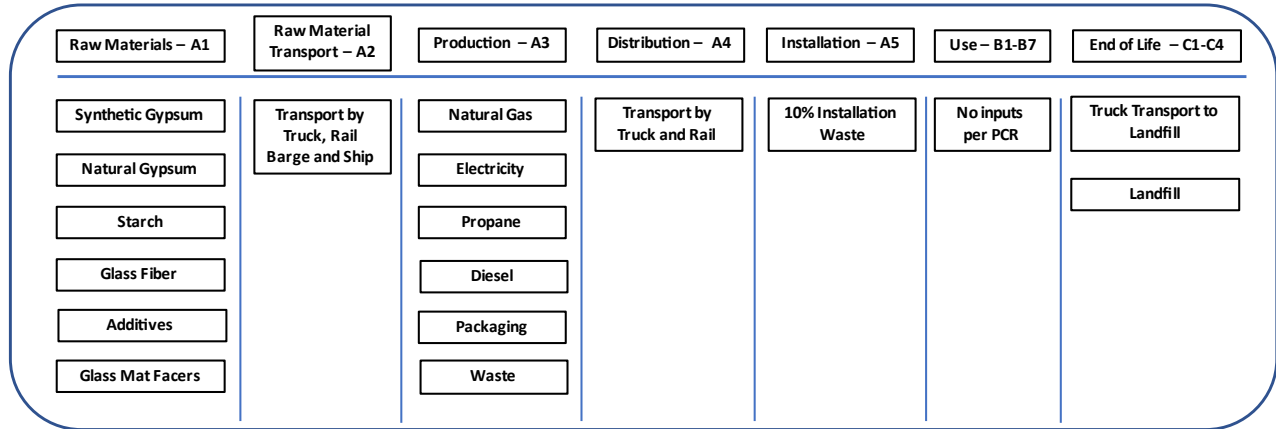 Raw Materials – A1
Raw Material
Transport – A2
Production – A3
Distribution – A4
Installation – A5
Use – B1-B7
End of Life – C1-C4
Synthetic Gypsum
Natural Gypsum
Starch
Glass Fiber
Additives
Glass Mat Facers
Transport by
Truck, Rail
Barge and Ship
Natural Gas
Electricity
Propane
Diesel
Packaging
Waste
Transport by
Truck and Rail
10% Installation
Waste
No inputs
per PCR
Truck Transport to
Landfill
Landfill